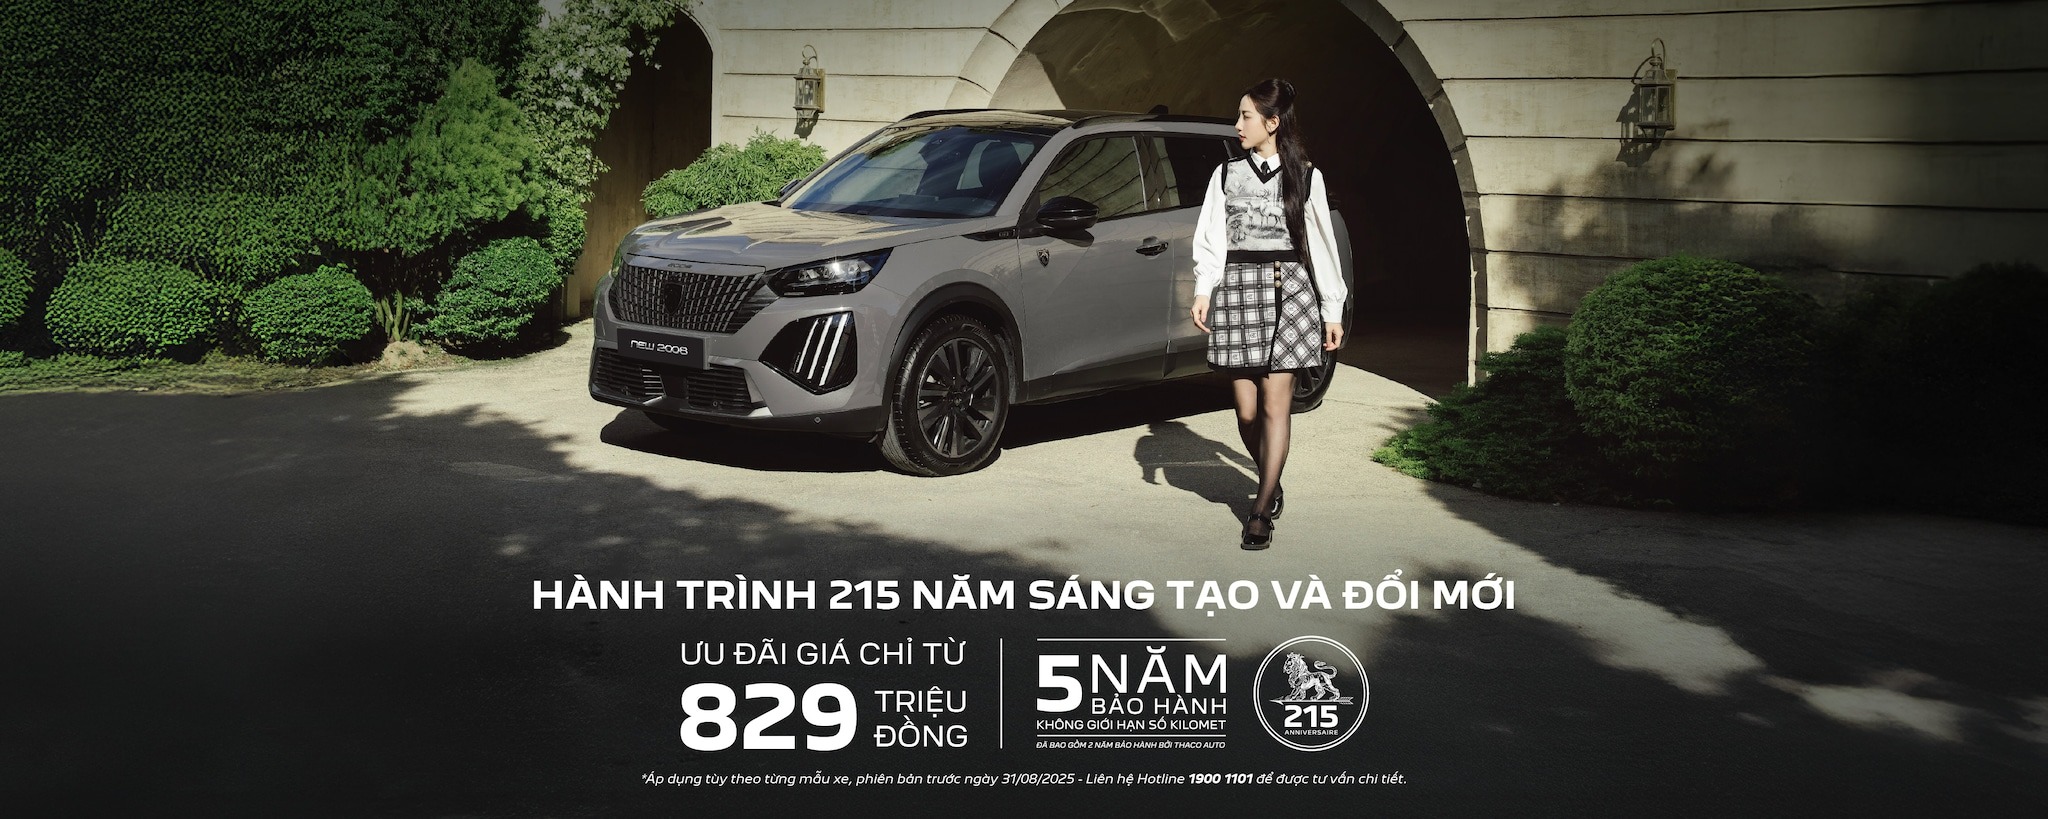 NEW 2008
HÀNH TRÌNH 215 NĂM SÁNG TẠO VÀ ĐỔI MỚI
ƯU ĐÃI GIÁ CHỈ TỪ
829 TRIỆU ĐỒNG
5 NĂM
BẢO HÀNH
KHÔNG GIỚI HẠN SỐ KILOMET
ĐÃ BAO GỒM 2 NĂM BẢO HÀNH BỞI THACO AUTO
215
ANNIVERSAIRE
*Áp dụng tùy theo từng mẫu xe, phiên bản trước ngày 31/08/2025 - Liên hệ Hotline 1900 1101 để được tư vấn chi tiết.